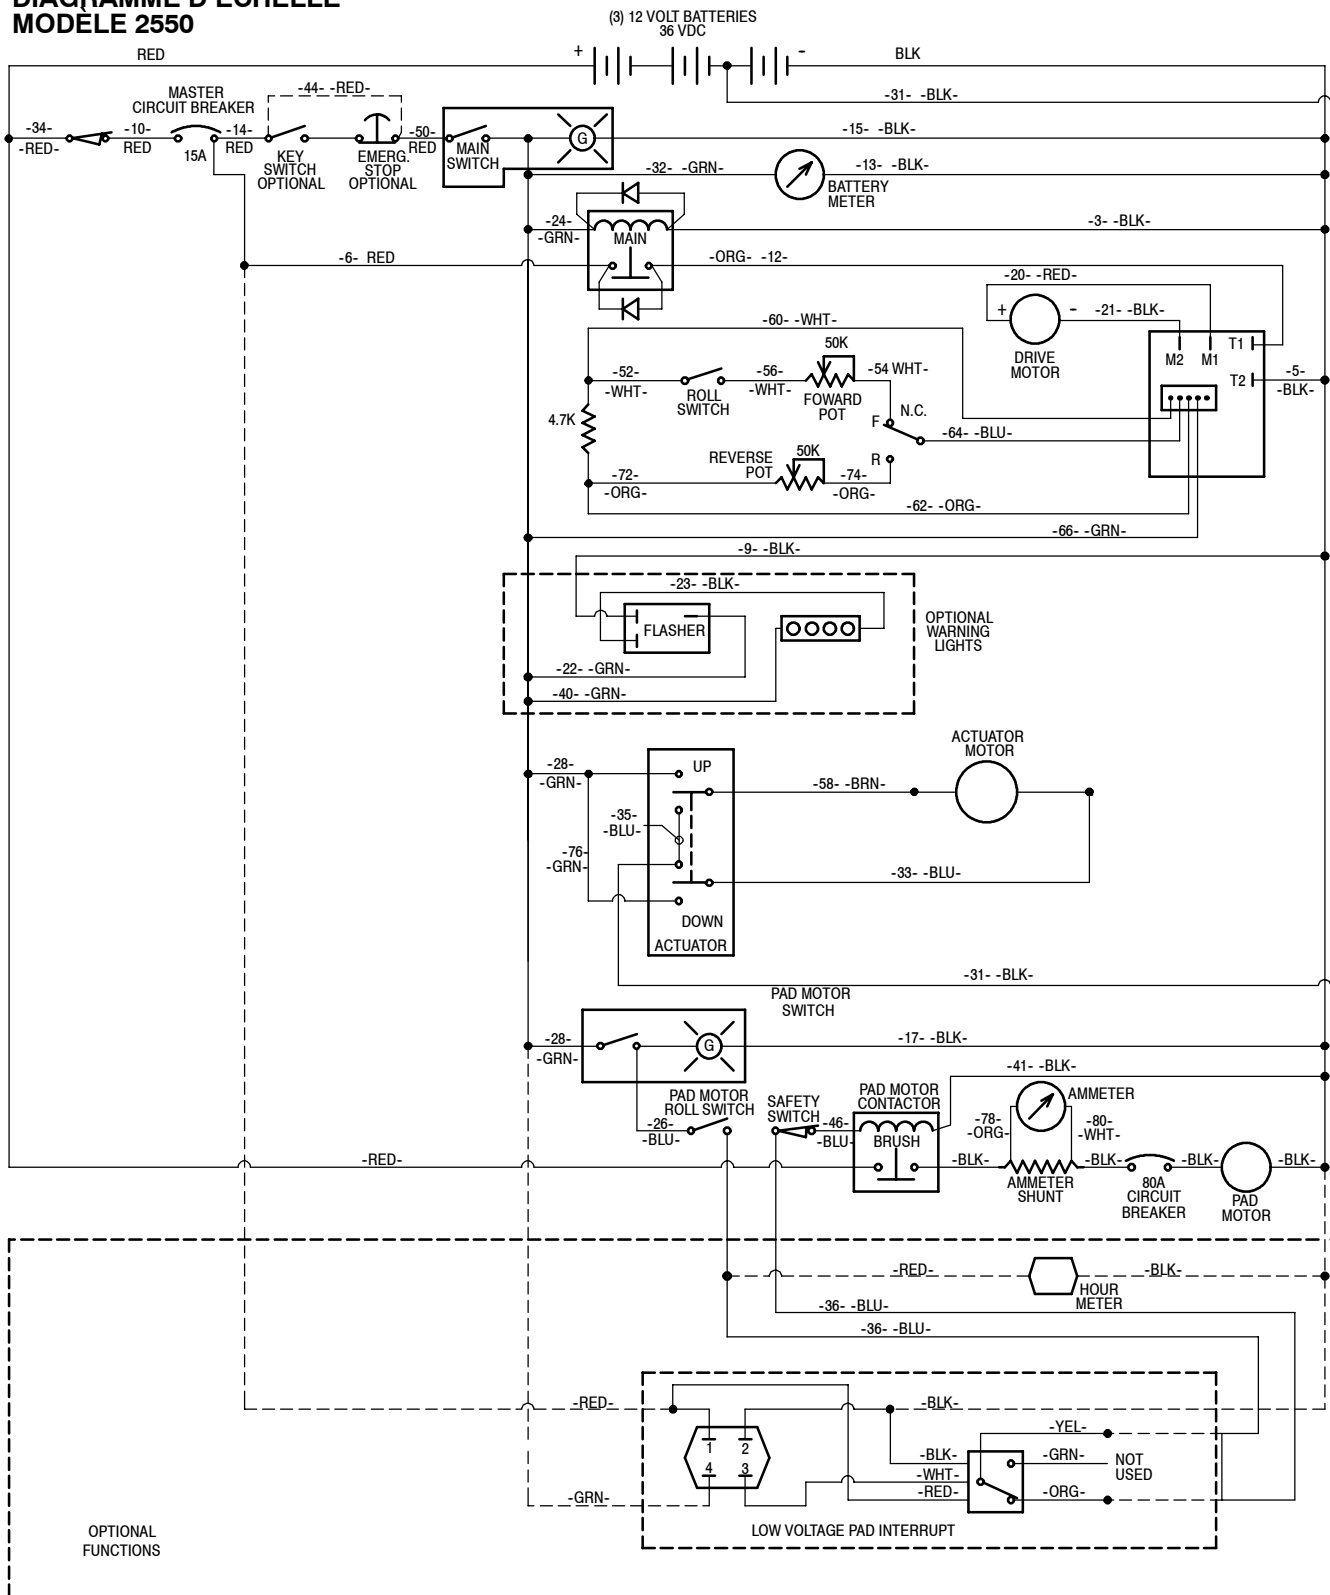 DIAGRAMME D'ÉCHELLE
MODÈLE 2550
(3) 12 VOLT BATTERIES
36 VDC
RED
+
-
BLK
-31- -BLK-
MASTER
CIRCUIT BREAKER
-44- -RED-
-34-
-RED-
-10-
RED
15A
-14-
RED
KEY
SWITCH
OPTIONAL
EMERG.
STOP
OPTIONAL
-50-
RED
MAIN
SWITCH
G
-15- -BLK-
-32- -GRN-
BATTERY
METER
-13- -BLK-
-24-
-GRN-
MAIN
-3- -BLK-
-6- RED
-ORG- -12-
-20- -RED-
+
-
-21- -BLK-
DRIVE
MOTOR
M2
M1
T1
T2
-5-
-BLK-
-60- -WHT-
50K
-52-
-WHT-
ROLL
SWITCH
-56-
-WHT-
FOWARD
POT
-54 WHT-
4.7K
F
N.C.
-64- -BLU-
R
REVERSE
POT
50K
-72-
-ORG-
-74-
-ORG-
-62- -ORG-
-66- -GRN-
-9- -BLK-
-23- -BLK-
FLASHER
OPTIONAL
WARNING
LIGHTS
-22- -GRN-
-40- -GRN-
ACTUATOR
MOTOR
-28-
-GRN-
UP
-58- -BRN-
-35-
-BLU-
-76-
-GRN-
-33- -BLU-
DOWN
ACTUATOR
-31- -BLK-
PAD MOTOR
SWITCH
-28-
-GRN-
G
-17- -BLK-
-41- -BLK-
PAD MOTOR
ROLL SWITCH
SAFETY
SWITCH
PAD MOTOR
CONTACTOR
AMMETER
-26-
-BLU-
-46-
-BLU-
BRUSH
-78-
-ORG-
-80-
-WHT-
-RED-
-BLK-
AMMETER
SHUNT
-BLK-
80A
CIRCUIT
BREAKER
-BLK-
PAD
MOTOR
-BLK-
-RED-
HOUR
METER
-BLK-
-36- -BLU-
-36- -BLU-
-RED-
-BLK-
1
2
4
3
-YEL-
-BLK-
-GRN-
NOT
USED
-WHT-
-RED-
-ORG-
-GRN-
LOW VOLTAGE PAD INTERRUPT
OPTIONAL
FUNCTIONS